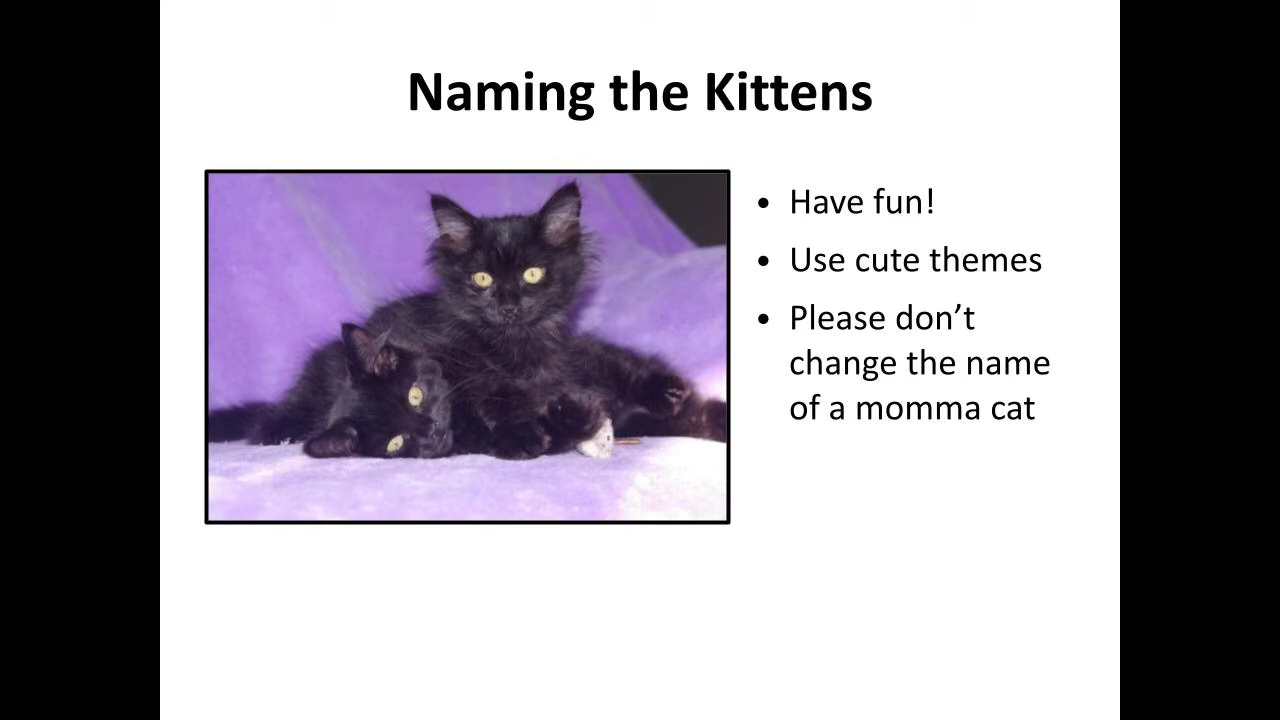 Naming the Kittens
• Have fun!
• Use cute themes
• Please don’t
change the name
of a momma cat